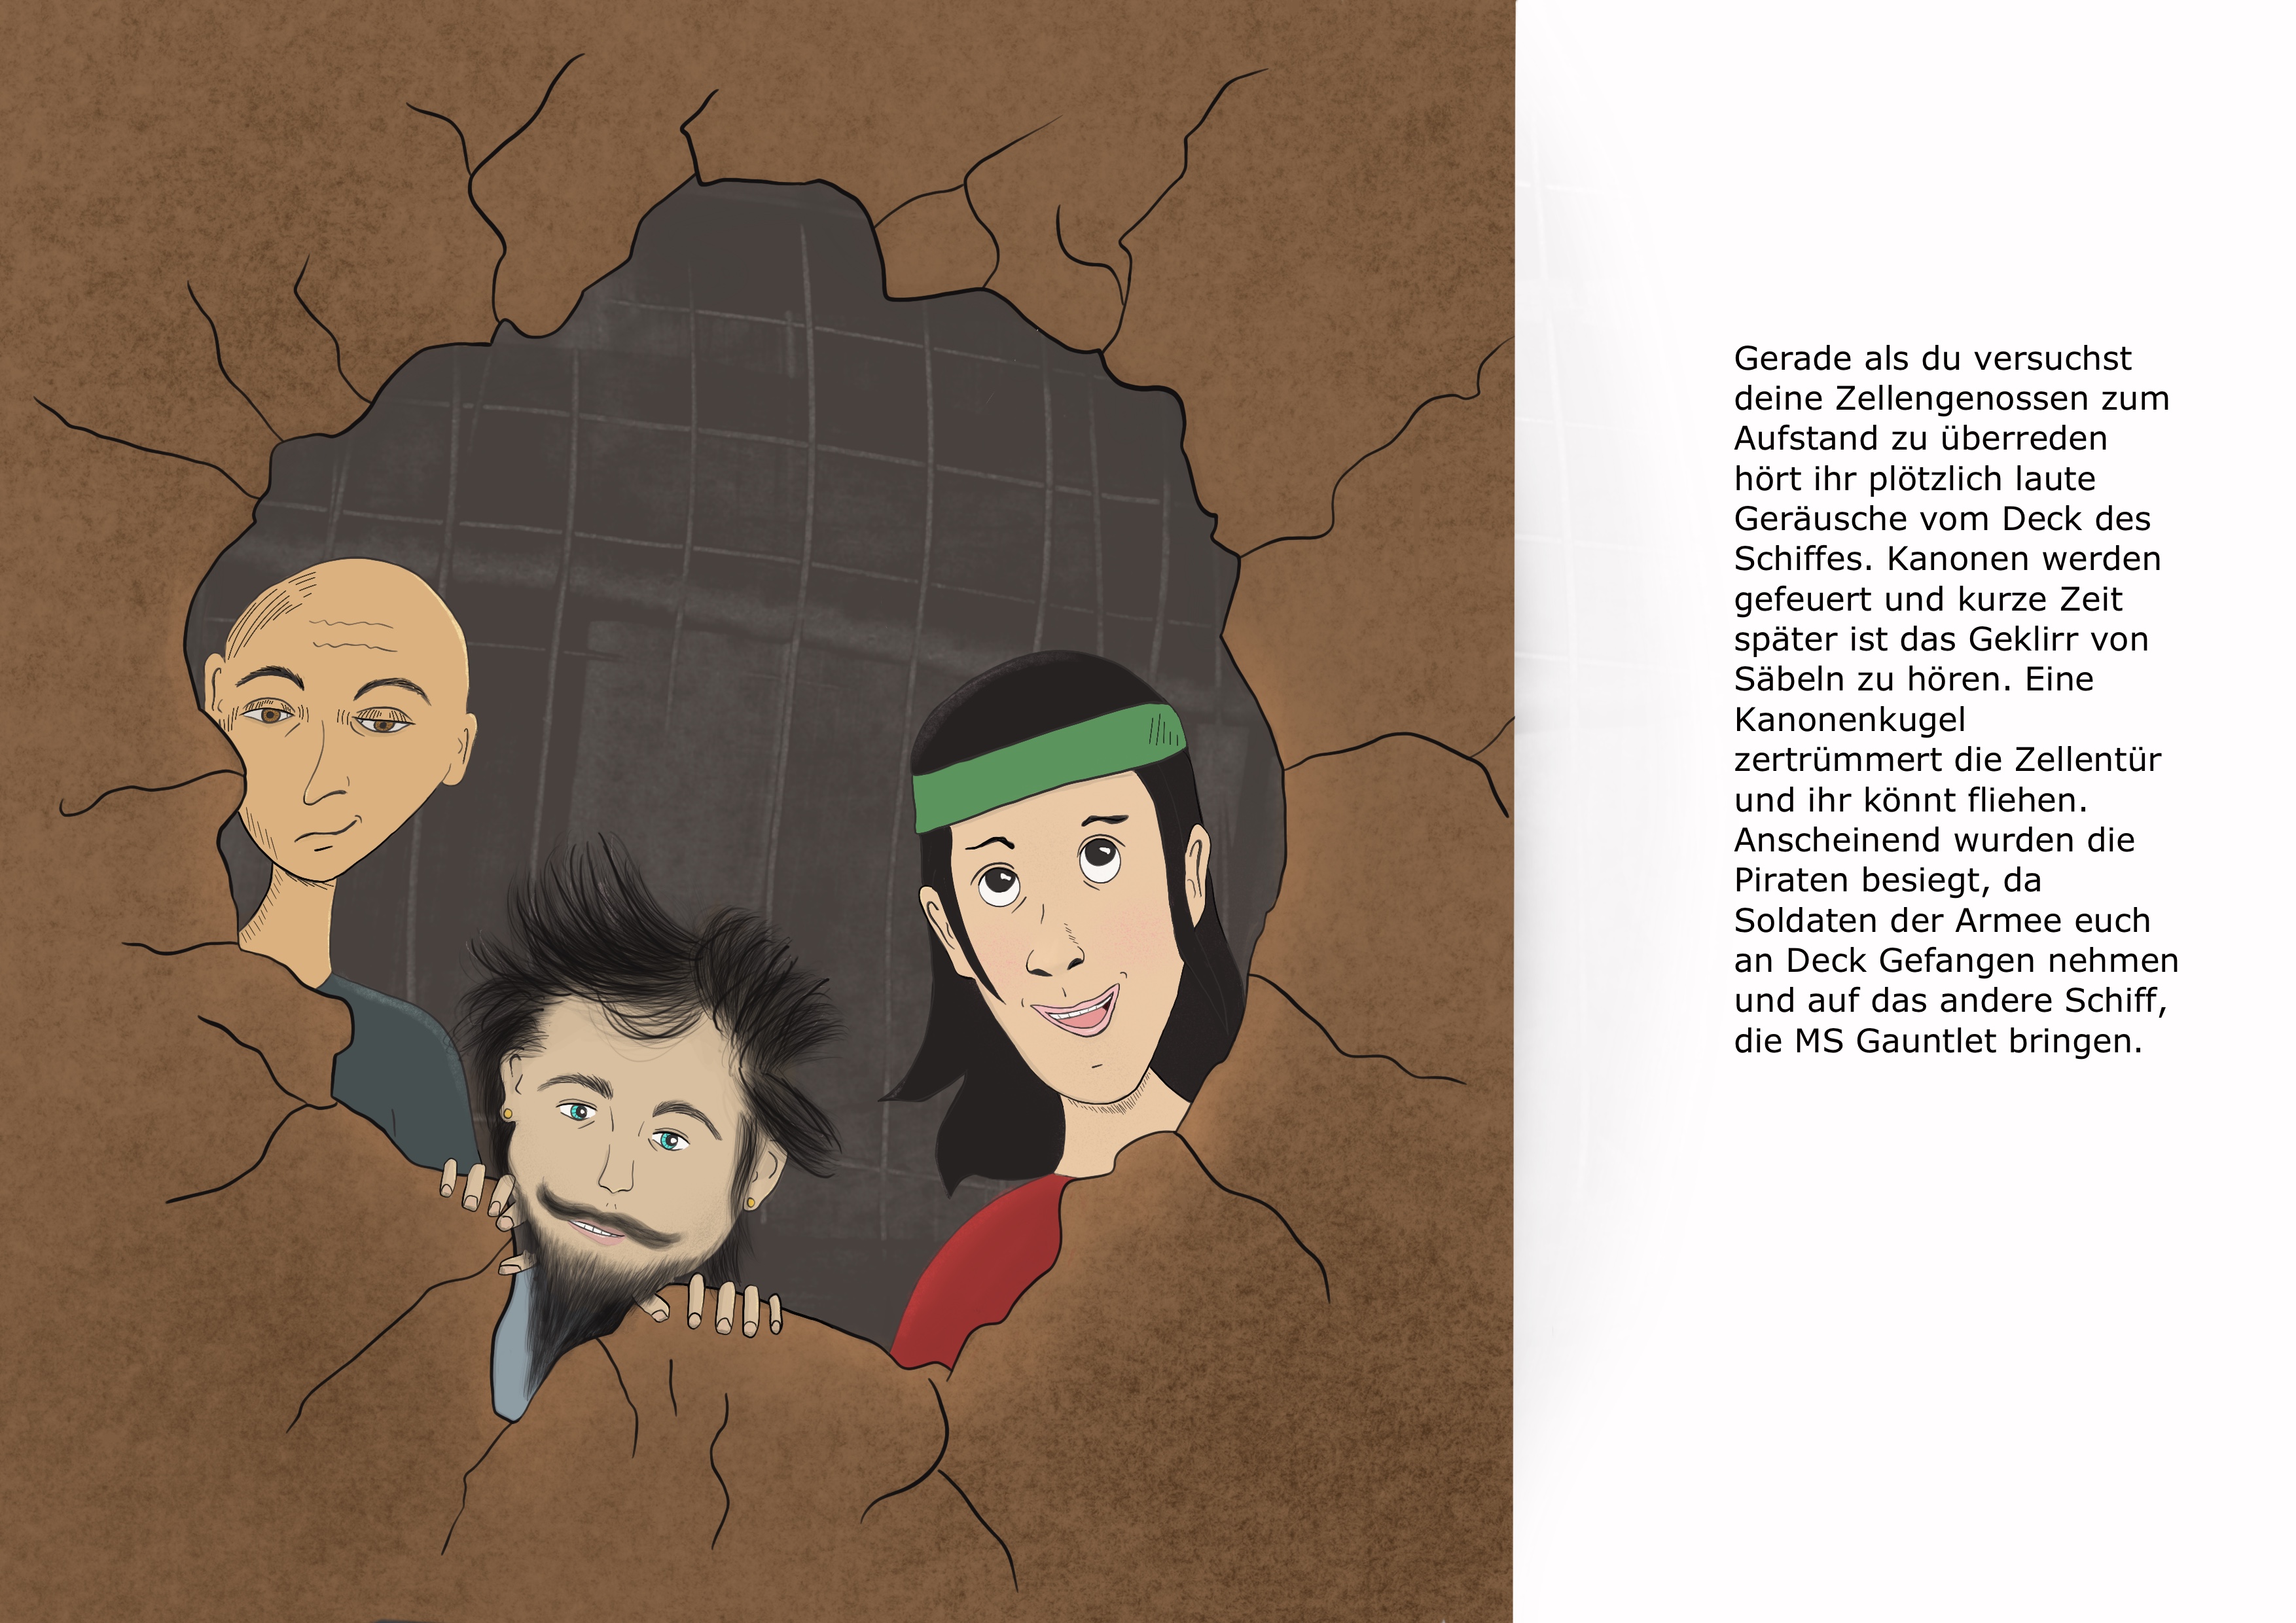 Gerade als du versuchst
deine Zellengenossen zum
Aufstand zu überreden
hört ihr plötzlich laute
Geräusche vom Deck des
Schiffes. Kanonen werden
gefeuert und kurze Zeit
später ist das Geklirr von
Säbeln zu hören. Eine
Kanonenkugel
zertrümmert die Zellentür
und ihr könnt fliehen.
Anscheinend wurden die
Piraten besiegt, da
Soldaten der Armee euch
an Deck Gefangen nehmen
und auf das andere Schiff,
die MS Gauntlet bringen.